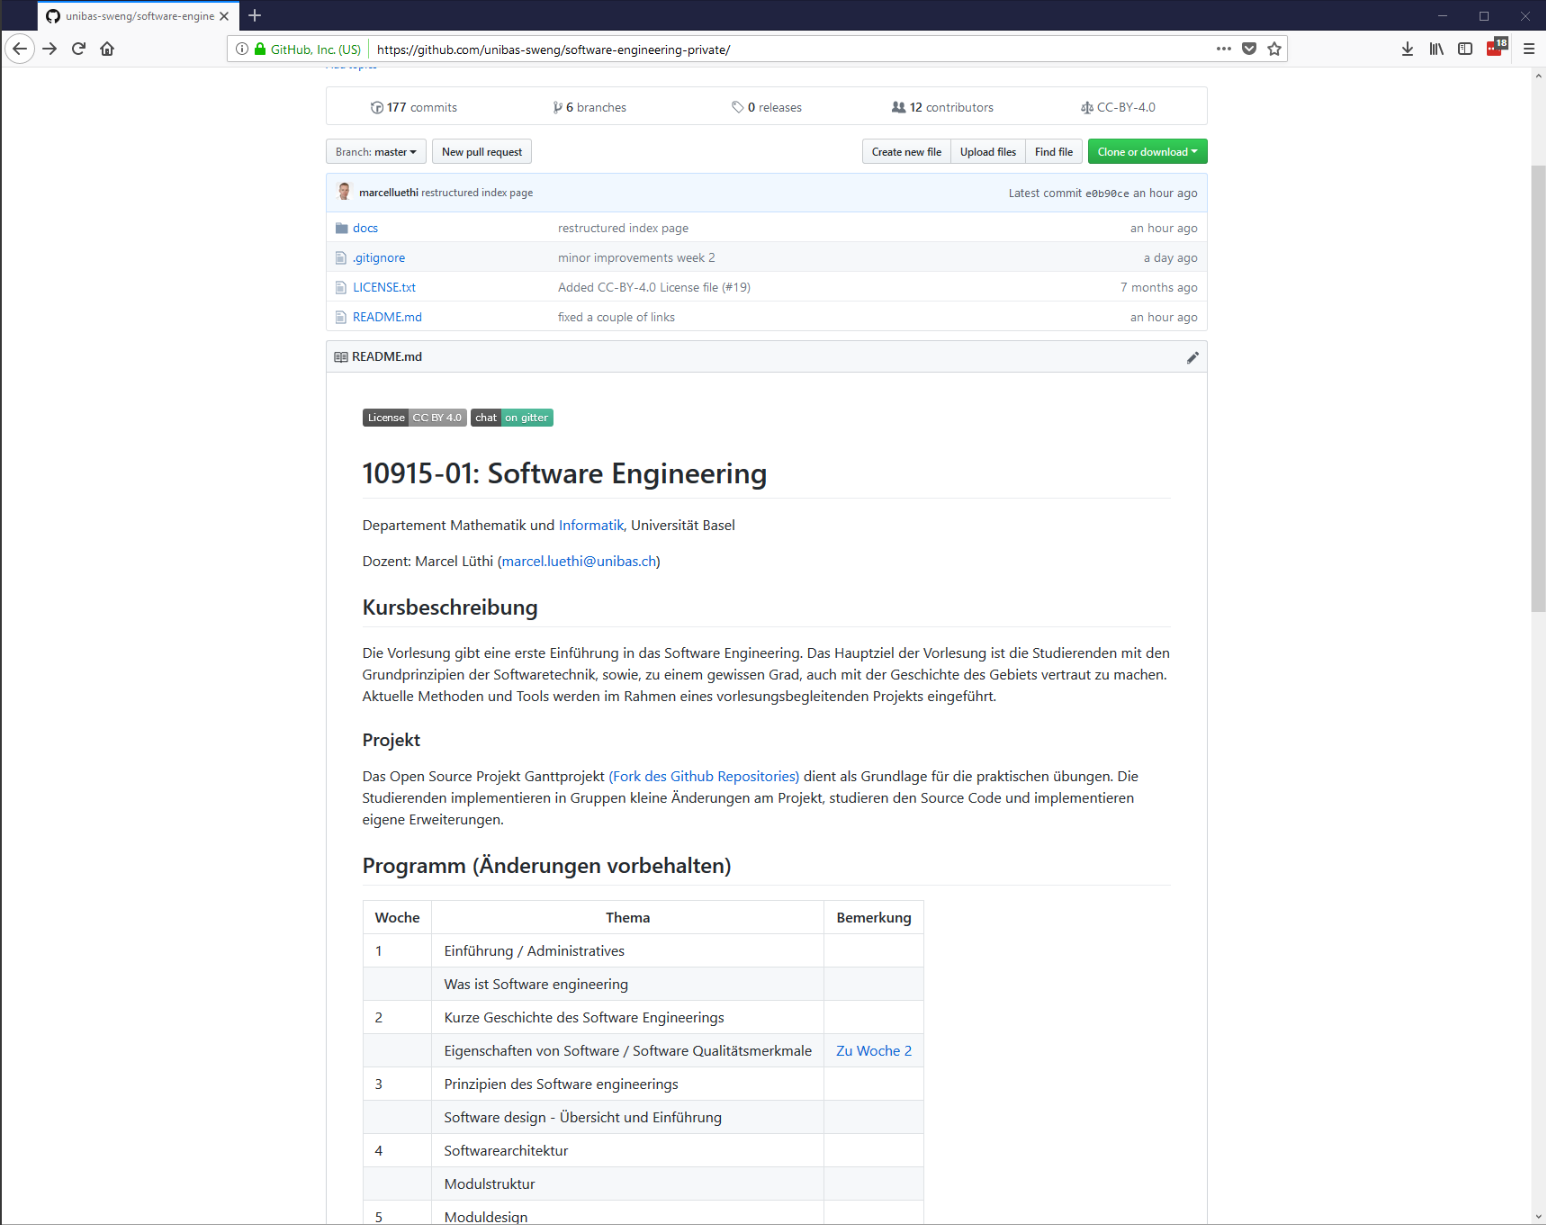 unibas-sweng/software-engine
GitHub, Inc. (US) https://github.com/unibas-sweng/software-engineering-private/
18
177 commits 6 branches 0 releases 12 contributors CC-BY-4.0
Branch: master New pull request Create new file Upload files Find file Clone or download
marcelluethi restructured index page Latest commit e0b90ce an hour ago
docs restructured index page an hour ago
.gitignore minor improvements week 2 a day ago
LICENSE.txt Added CC-BY-4.0 License file (#19) 7 months ago
README.md fixed a couple of links an hour ago
README.md
License CC BY 4.0 chat on gitter
10915-01: Software Engineering
Departement Mathematik und Informatik, Universität Basel
Dozent: Marcel Lüthi (marcel.luethi@unibas.ch)
Kursbeschreibung
Die Vorlesung gibt eine erste Einführung in das Software Engineering. Das Hauptziel der Vorlesung ist die Studierenden mit den
Grundprinzipien der Softwaretechnik, sowie, zu einem gewissen Grad, auch mit der Geschichte des Gebiets vertraut zu machen.
Aktuelle Methoden und Tools werden im Rahmen eines vorlesungsbegleitenden Projekts eingeführt.
Projekt
Das Open Source Projekt Ganttprojekt (Fork des Github Repositories) dient als Grundlage für die praktischen übungen. Die
Studierenden implementieren in Gruppen kleine Änderungen am Projekt, studieren den Source Code und implementieren
eigene Erweiterungen.
Programm (Änderungen vorbehalten)
Woche Thema Bemerkung
1 Einführung / Administratives
Was ist Software engineering
2 Kurze Geschichte des Software Engineerings
Eigenschaften von Software / Software Qualitätsmerkmale Zu Woche 2
3 Prinzipien des Software engineerings
Software design - Übersicht und Einführung
4 Softwarearchitektur
Modulstruktur
5 Moduldesign